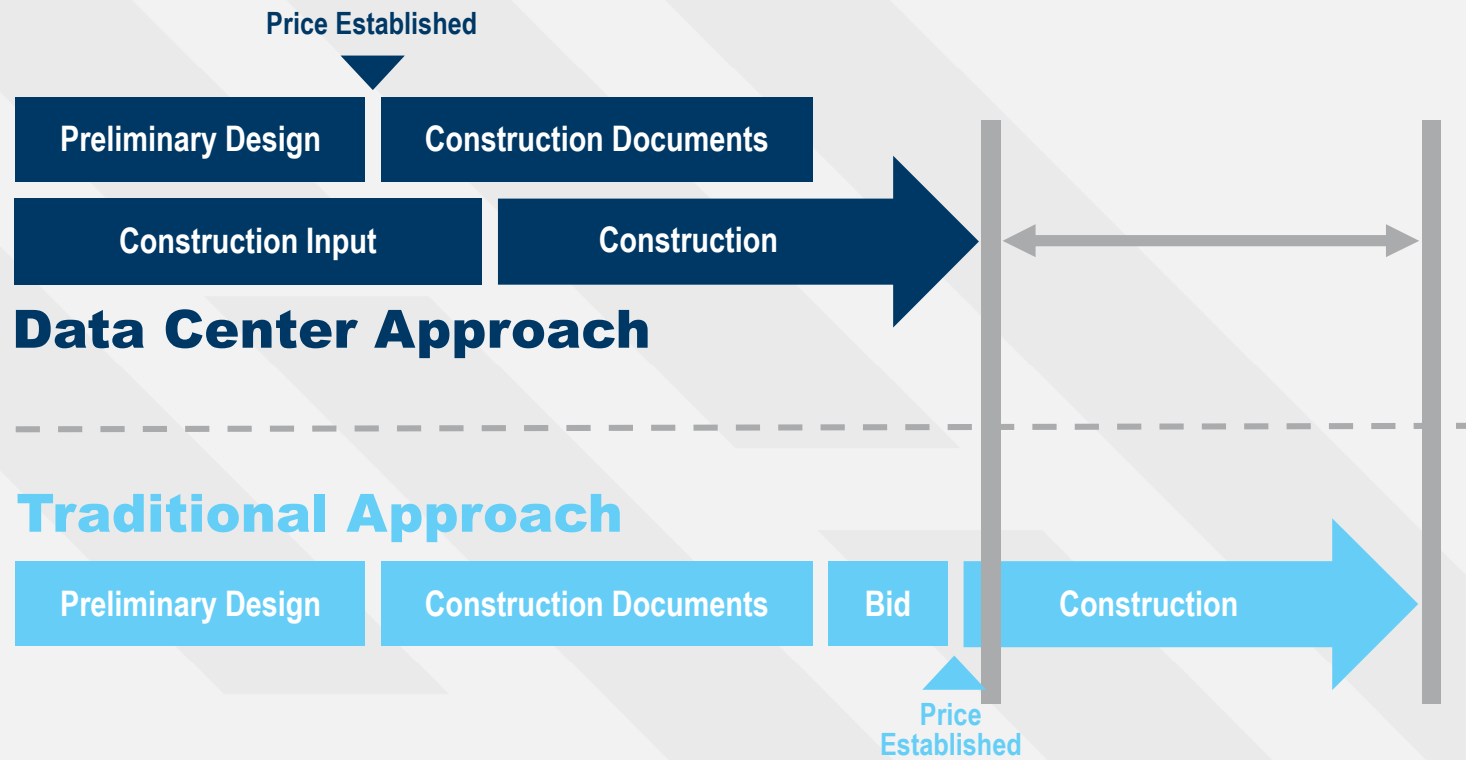 Price Established
Preliminary Design
Construction Documents
Construction Input
Construction
Data Center Approach
Traditional Approach
Preliminary Design
Construction Documents
Bid
Construction
Price
Established